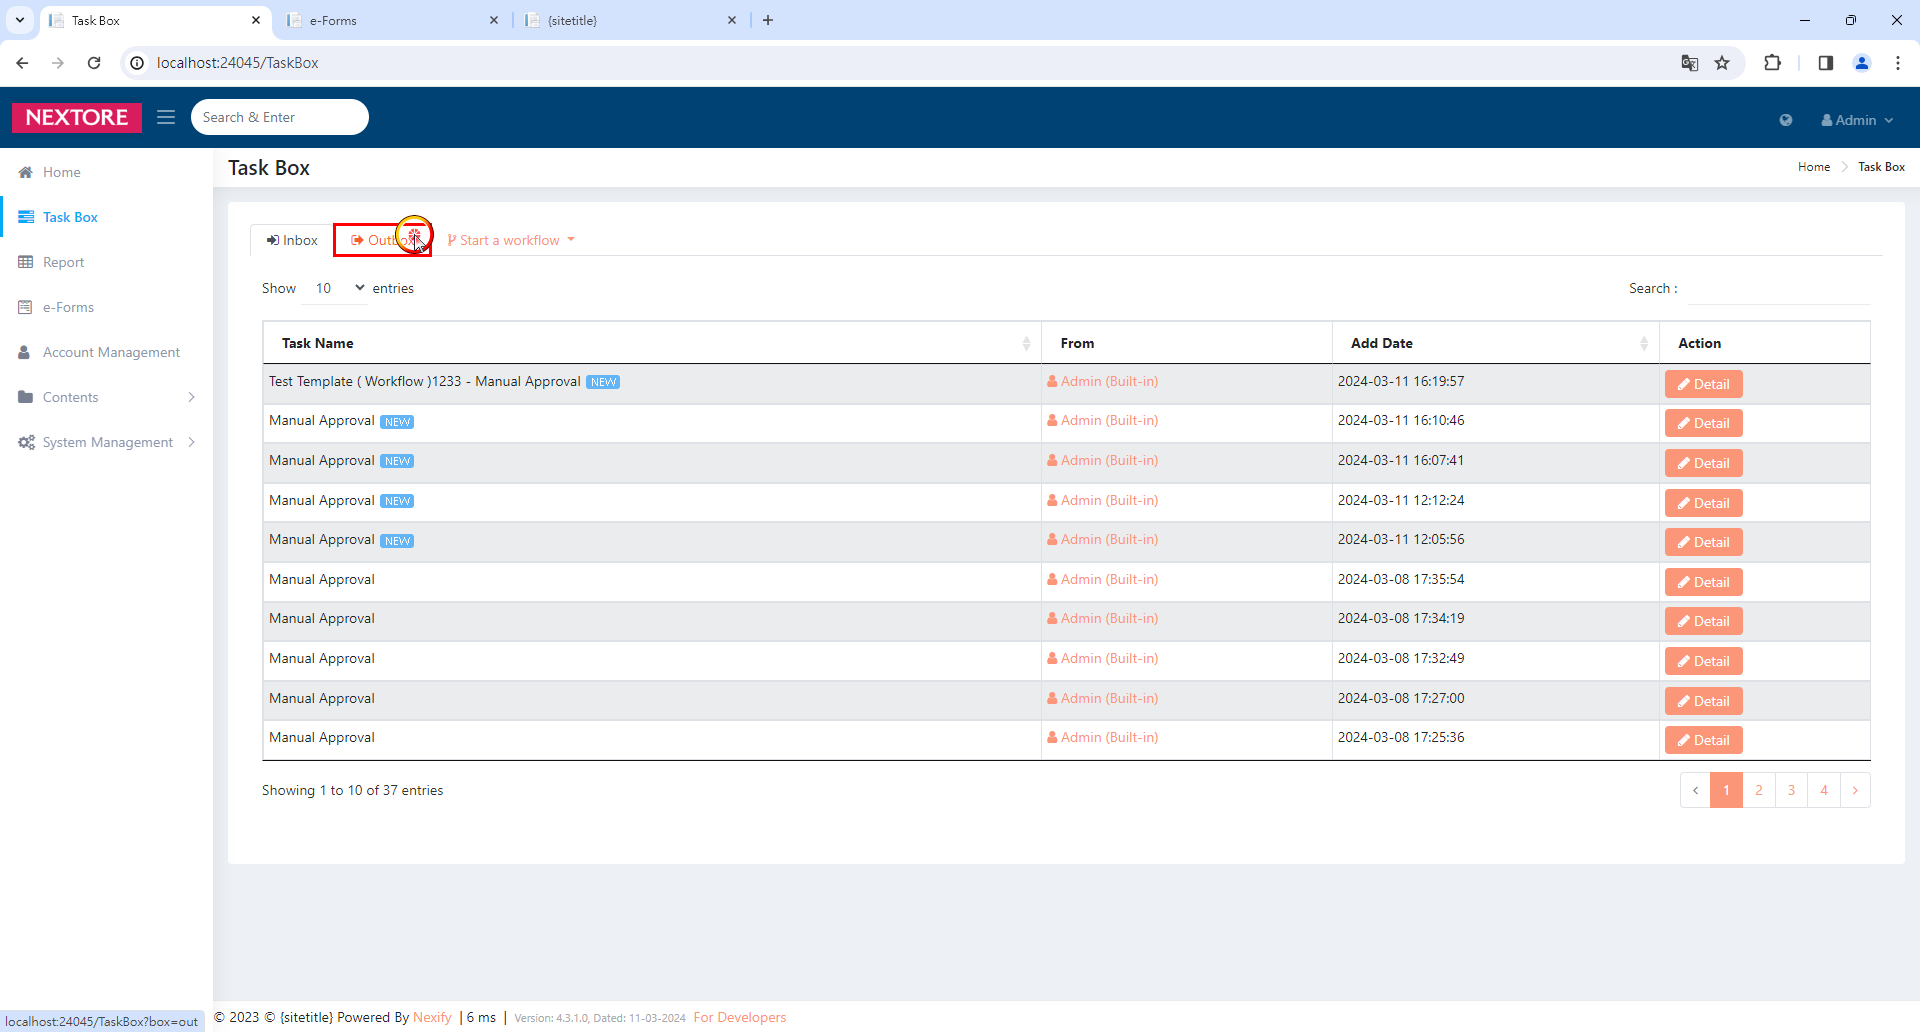 Task Box
e-Forms
{sitetitle}
localhost:24045/TaskBox
NEXTORE
Search & Enter
Admin
Home
Task Box
Report
e-Forms
Account Management
Contents
System Management
Task Box
Home
Task Box
Inbox
Start a workflow
Show 10 entries
Search :
Task Name From Add Date Action
Test Template ( Workflow )1233 - Manual Approval NEW Admin (Built-in) 2024-03-11 16:19:57 Detail
Manual Approval NEW Admin (Built-in) 2024-03-11 16:10:46 Detail
Manual Approval NEW Admin (Built-in) 2024-03-11 16:07:41 Detail
Manual Approval NEW Admin (Built-in) 2024-03-11 12:12:24 Detail
Manual Approval NEW Admin (Built-in) 2024-03-11 12:05:56 Detail
Manual Approval Admin (Built-in) 2024-03-08 17:35:54 Detail
Manual Approval Admin (Built-in) 2024-03-08 17:34:19 Detail
Manual Approval Admin (Built-in) 2024-03-08 17:32:49 Detail
Manual Approval Admin (Built-in) 2024-03-08 17:27:00 Detail
Manual Approval Admin (Built-in) 2024-03-08 17:25:36 Detail
Showing 1 to 10 of 37 entries
‹ 1 2 3 4 ›
localhost:24045/TaskBox?box=out
© 2023 © {sitetitle} Powered By Nexify | 6 ms | Version: 4.3.1.0, Dated: 11-03-2024 For Developers